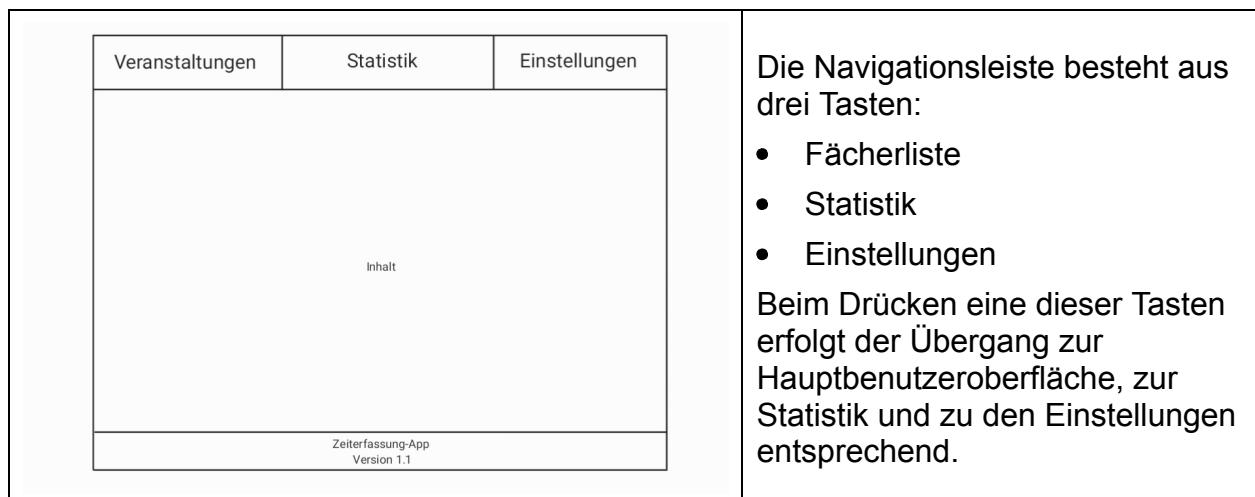 Veranstaltungen
Statistik
Einstellungen
Inhalt
Zeiterfassung-App
Version 1.1
Die Navigationsleiste besteht aus
drei Tasten:
• Fächerliste
• Statistik
• Einstellungen
Beim Drücken eine dieser Tasten
erfolgt der Übergang zur
Hauptbenutzeroberfläche, zur
Statistik und zu den Einstellungen
entsprechend.